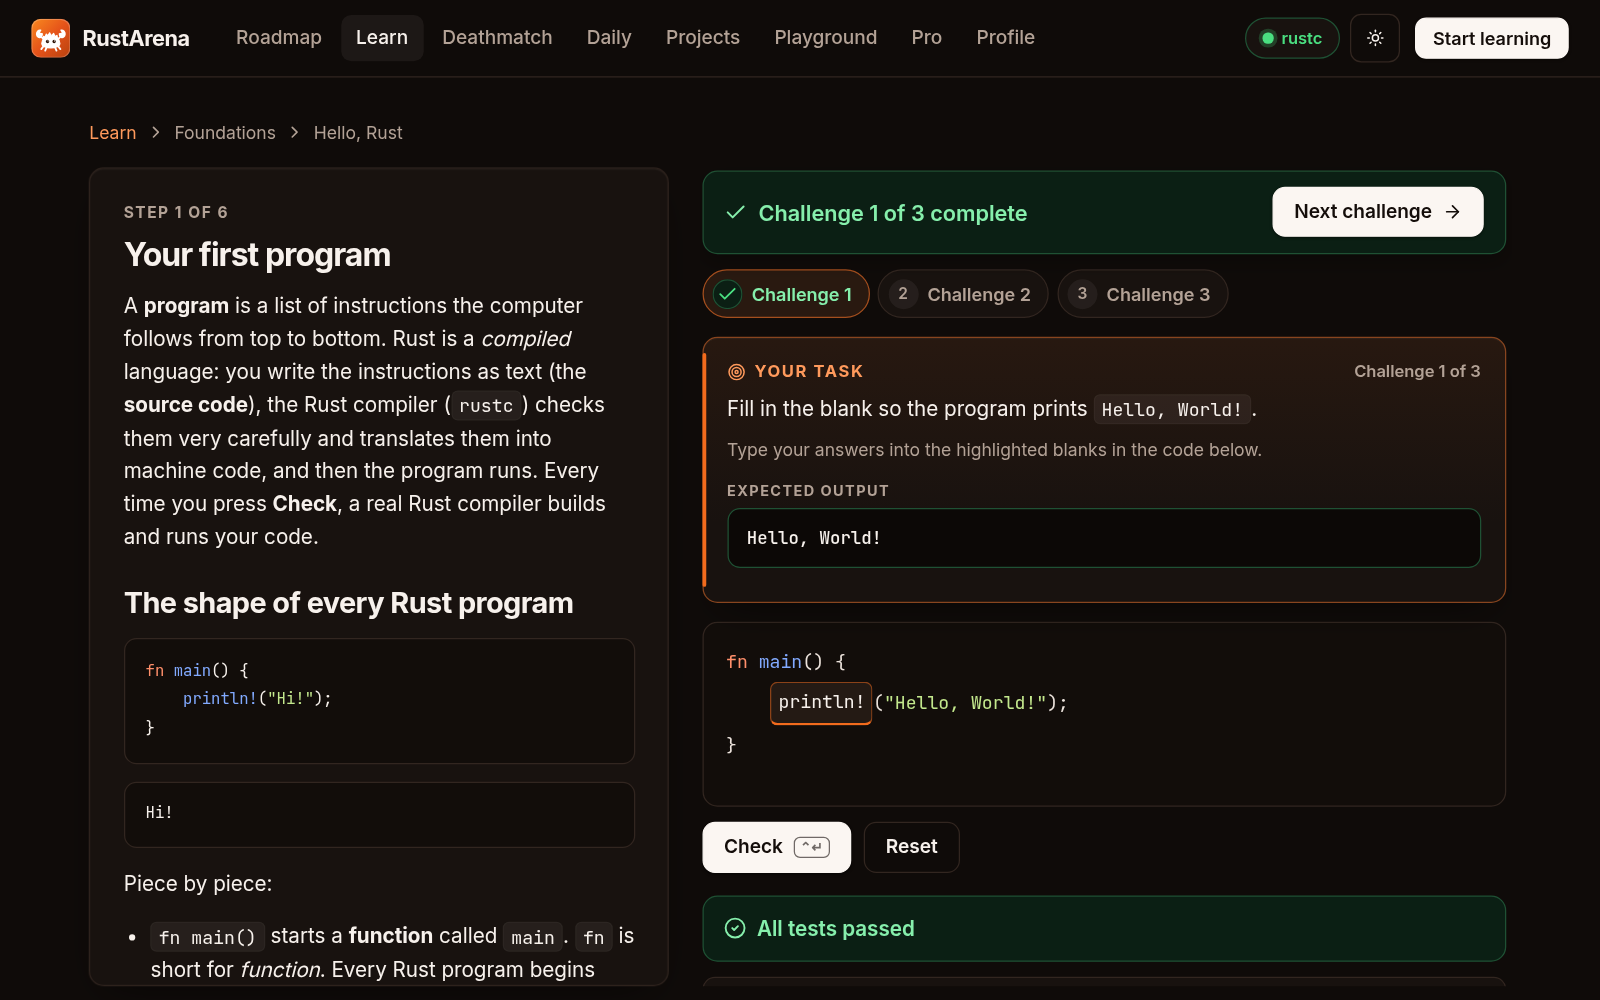 RustArena
Roadmap
Learn
Deathmatch
Daily
Projects
Playground
Pro
Profile
rustc
Start learning
Learn > Foundations > Hello, Rust
STEP 1 OF 6
Your first program
A program is a list of instructions the computer
follows from top to bottom. Rust is a compiled
language: you write the instructions as text (the
source code), the Rust compiler (rustc) checks
them very carefully and translates them into
machine code, and then the program runs. Every
time you press Check, a real Rust compiler builds
and runs your code.
The shape of every Rust program
fn main() {
    println!("Hi!");
}
Hi!
Piece by piece:
• fn main() starts a function called main. fn is
short for function. Every Rust program begins
Challenge 1 of 3 complete
Next challenge →
Challenge 1
2 Challenge 2
3 Challenge 3
YOUR TASK
Challenge 1 of 3
Fill in the blank so the program prints Hello, World!.
Type your answers into the highlighted blanks in the code below.
EXPECTED OUTPUT
Hello, World!
fn main() {
    println!("Hello, World!");
}
Check ^↵
Reset
All tests passed